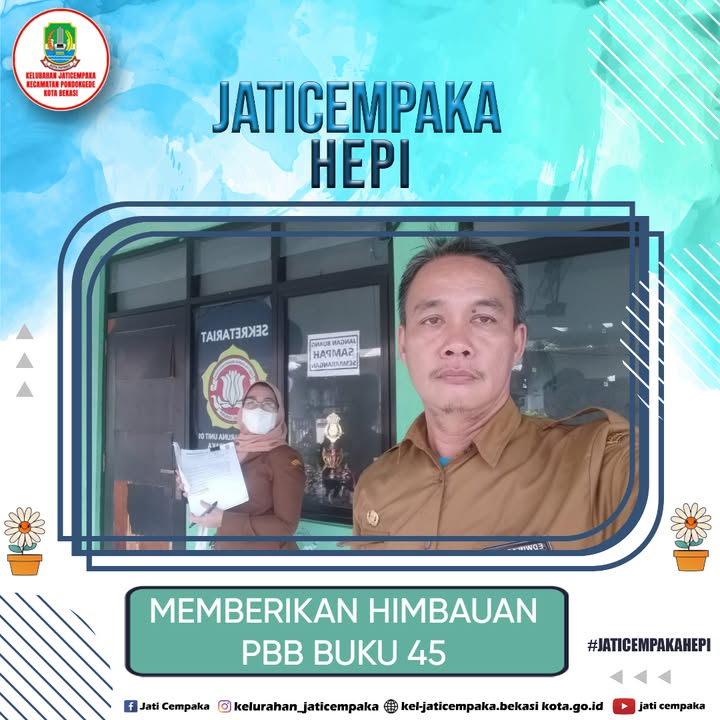 KELURAHAN JATICEMPAKA
KECAMATAN PONDOKGEDE
KOTA BEKASI
JATICEMPAKA
HEPI
SEKRETARIAT
JANGAN BUANG
SAMPAH
SEMBARANGAN
MEMBERIKAN HIMBAUAN
PBB BUKU 45
#JATICEMPAKAHEPI
Jati Cempaka
kelurahan_jaticempaka
kel-jaticempaka.bekasi kota.go.id
jati cempaka